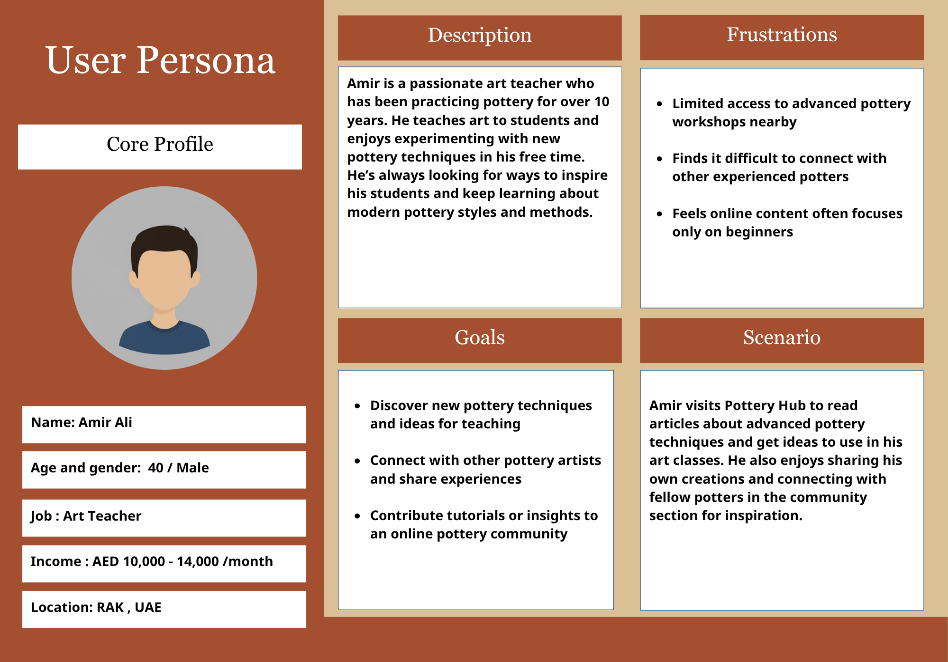 User Persona
Core Profile
Name: Amir Ali
Age and gender:  40 / Male
Job : Art Teacher
Income : AED 10,000 - 14,000 /month
Location: RAK , UAE
Description
Amir is a passionate art teacher who
has been practicing pottery for over 10
years. He teaches art to students and
enjoys experimenting with new
pottery techniques in his free time.
He’s always looking for ways to inspire
his students and keep learning about
modern pottery styles and methods.
Frustrations
• Limited access to advanced pottery
workshops nearby
• Finds it difficult to connect with
other experienced potters
• Feels online content often focuses
only on beginners
Goals
• Discover new pottery techniques
and ideas for teaching
• Connect with other pottery artists
and share experiences
• Contribute tutorials or insights to
an online pottery community
Scenario
Amir visits Pottery Hub to read
articles about advanced pottery
techniques and get ideas to use in his
art classes. He also enjoys sharing his
own creations and connecting with
fellow potters in the community
section for inspiration.